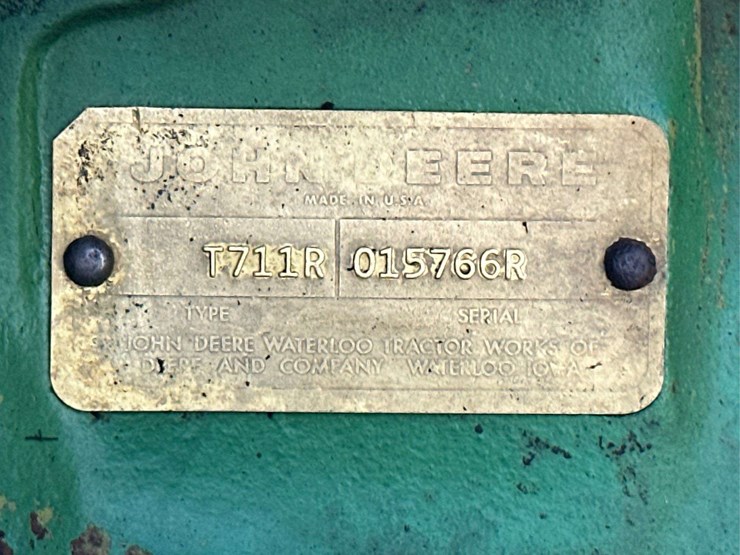 JOHN DEERE
MADE IN U.S.A.
T711R 015766R
TYPE SERIAL
JOHN DEERE WATERLOO TRACTOR WORKS OF
DEERE AND COMPANY WATERLOO IOWA